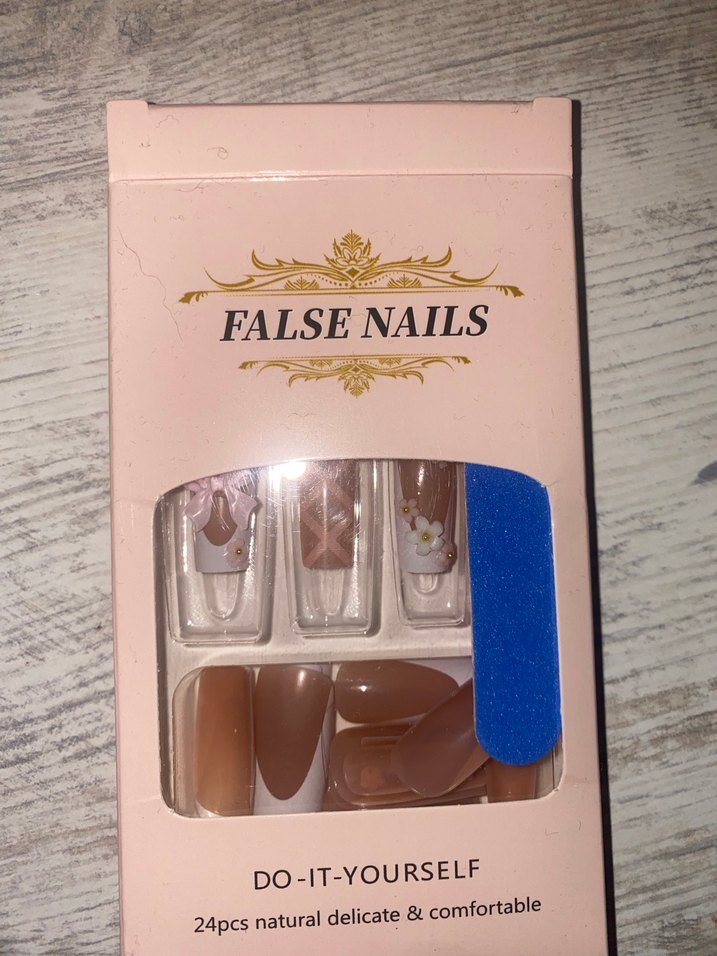 FALSE NAILS
DO-IT-YOURSELF
24pcs natural delicate & comfortable